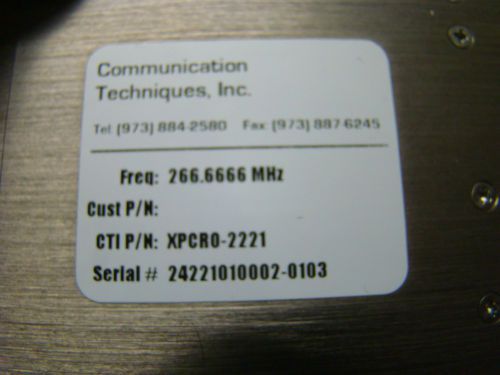 Communication
Techniques, Inc.
Tel: (973) 884-2580 Fax: (973) 887-6245
Freq: 266.6666 MHz
Cust P/N:
CTI P/N: XPCRO-2221
Serial # 24221010002-0103